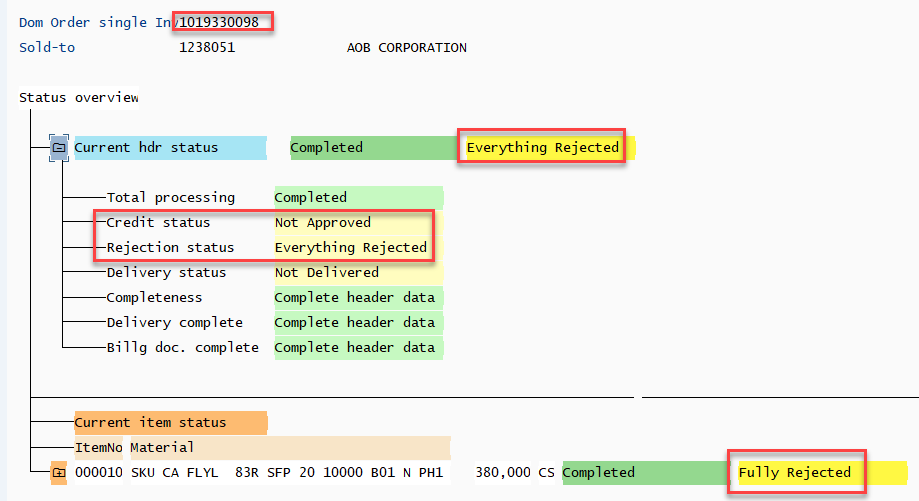 Dom Order single Inv 1019330098
Sold-to 1238051 AOB CORPORATION
Status overview
Current hdr status Completed Everything Rejected
Total processing Completed
Credit status Not Approved
Rejection status Everything Rejected
Delivery status Not Delivered
Completeness Complete header data
Delivery complete Complete header data
Billg doc. complete Complete header data
Current item status
ItemNo Material
000010 SKU CA FLYL 83R SFP 20 10000 B01 N PH1 380,000 CS Completed Fully Rejected